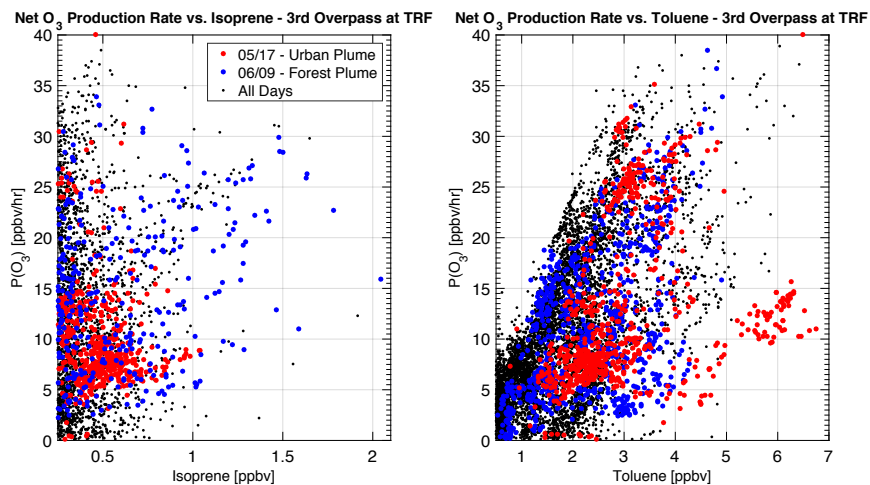 Net O3 Production Rate vs. Isoprene - 3rd Overpass at TRF
40
35
30
25
20
15
10
5
0
P(O3) [ppbv/hr]
05/17 - Urban Plume
06/09 - Forest Plume
All Days
0.5 1 1.5 2
Isoprene [ppbv]
Net O3 Production Rate vs. Toluene - 3rd Overpass at TRF
40
35
30
25
20
15
10
5
0
P(O3) [ppbv/hr]
1 2 3 4 5 6 7
Toluene [ppbv]